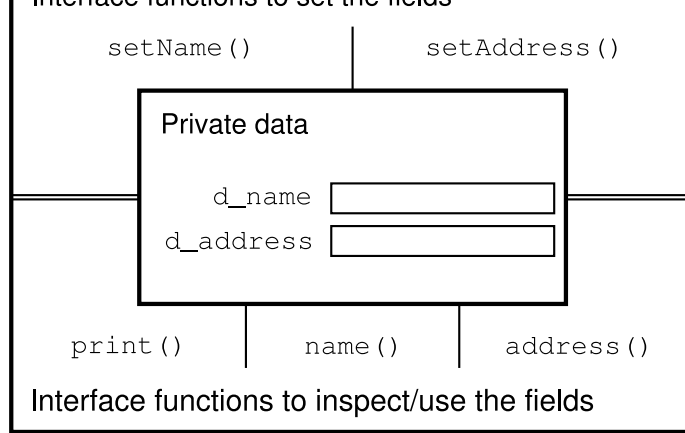 Interface functions to set the fields
setName() setAddress()
Private data
d_name
d_address
print() name() address()
Interface functions to inspect/use the fields